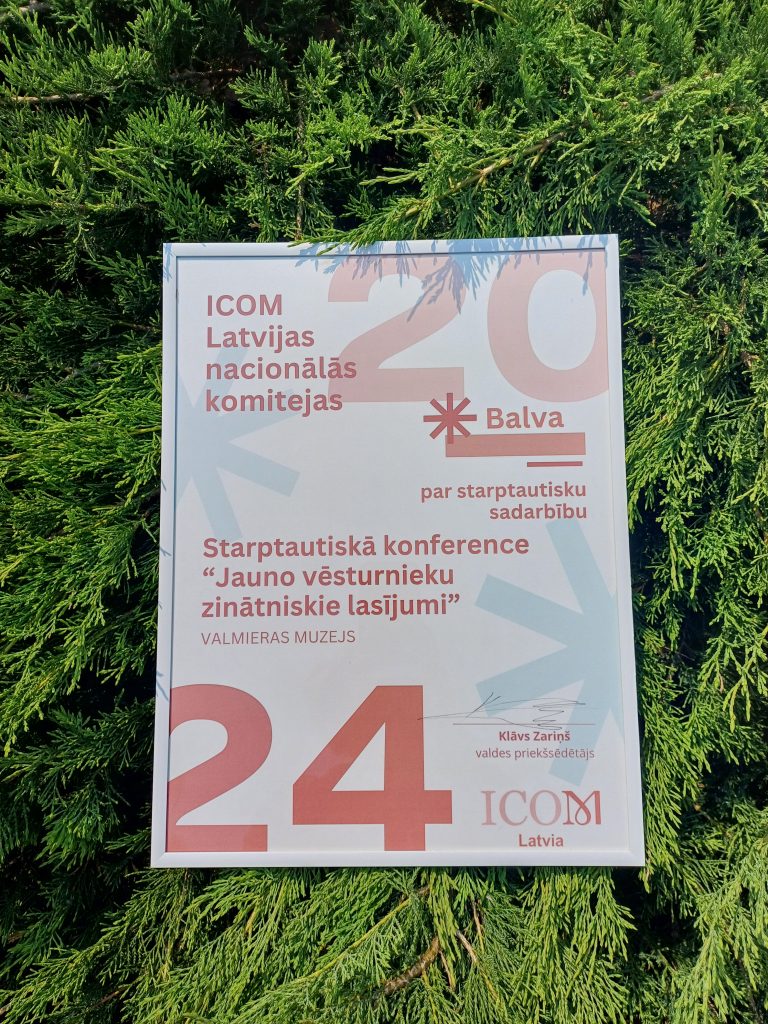 20
ICOM
Latvijas
nacionālās
komitejas
Balva
par starptautisku
sadarbību
Starptautiskā konference
“Jauno vēsturnieku
zinātniskie lasījumi”
VALMIERAS MUZEJS
24
Klāvs Zariņš
valdes priekšsēdētājs
ICOM
Latvia